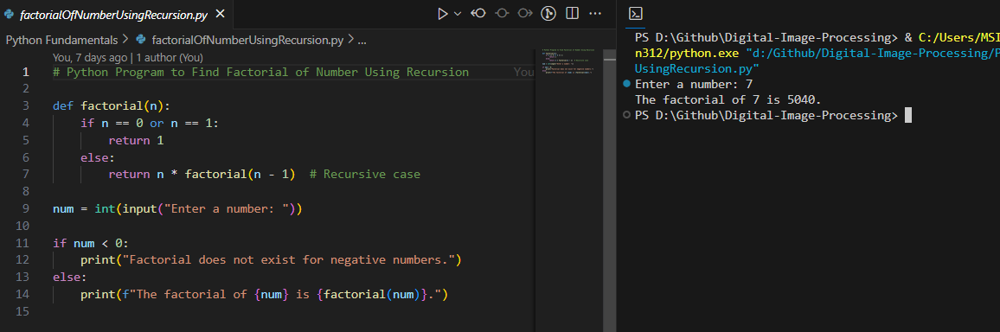 factorialOfNumberUsingRecursion.py
Python Fundamentals > factorialOfNumberUsingRecursion.py > ...
You, 7 days ago | 1 author (You)
1 # Python Program to Find Factorial of Number Using Recursion You
2
3 def factorial(n):
4 if n == 0 or n == 1:
5 return 1
6 else:
7 return n * factorial(n - 1)  # Recursive case
8
9 num = int(input("Enter a number: "))
10
11 if num < 0:
12 print("Factorial does not exist for negative numbers.")
13 else:
14 print(f"The factorial of {num} is {factorial(num)}.")
15
PS D:\Github\Digital-Image-Processing> & C:/Users/MSI
n312/python.exe "d:/Github/Digital-Image-Processing/P
UsingRecursion.py"
Enter a number: 7
The factorial of 7 is 5040.
PS D:\Github\Digital-Image-Processing>